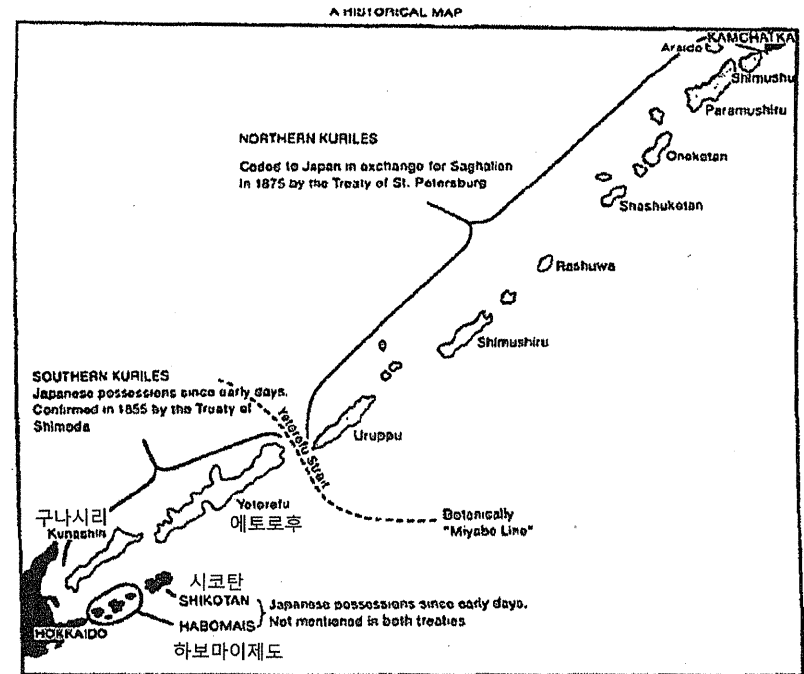 A HISTORICAL MAP
KAMCHATKA
Araido
Shimushu
Paramushiru
NORTHERN KURILES
Ceded to Japan in exchange for Saghalien
in 1875 by the Treaty of St. Petersburg
Onekotan
Shashukotan
Rashuwa
Shimushiru
SOUTHERN KURILES
Japanese possessions since early days.
Confirmed in 1855 by the Treaty of
Shimoda
Uruppu
Yotorofu Strait
Botanically
"Miyabe Line"
구나시리
Kunashiri
Yotorofu
에토로후
시코탄
SHIKOTAN
HABOMAIS
Japanese possessions since early days.
Not mentioned in both treaties
HOKKAIDO
하보마이제도